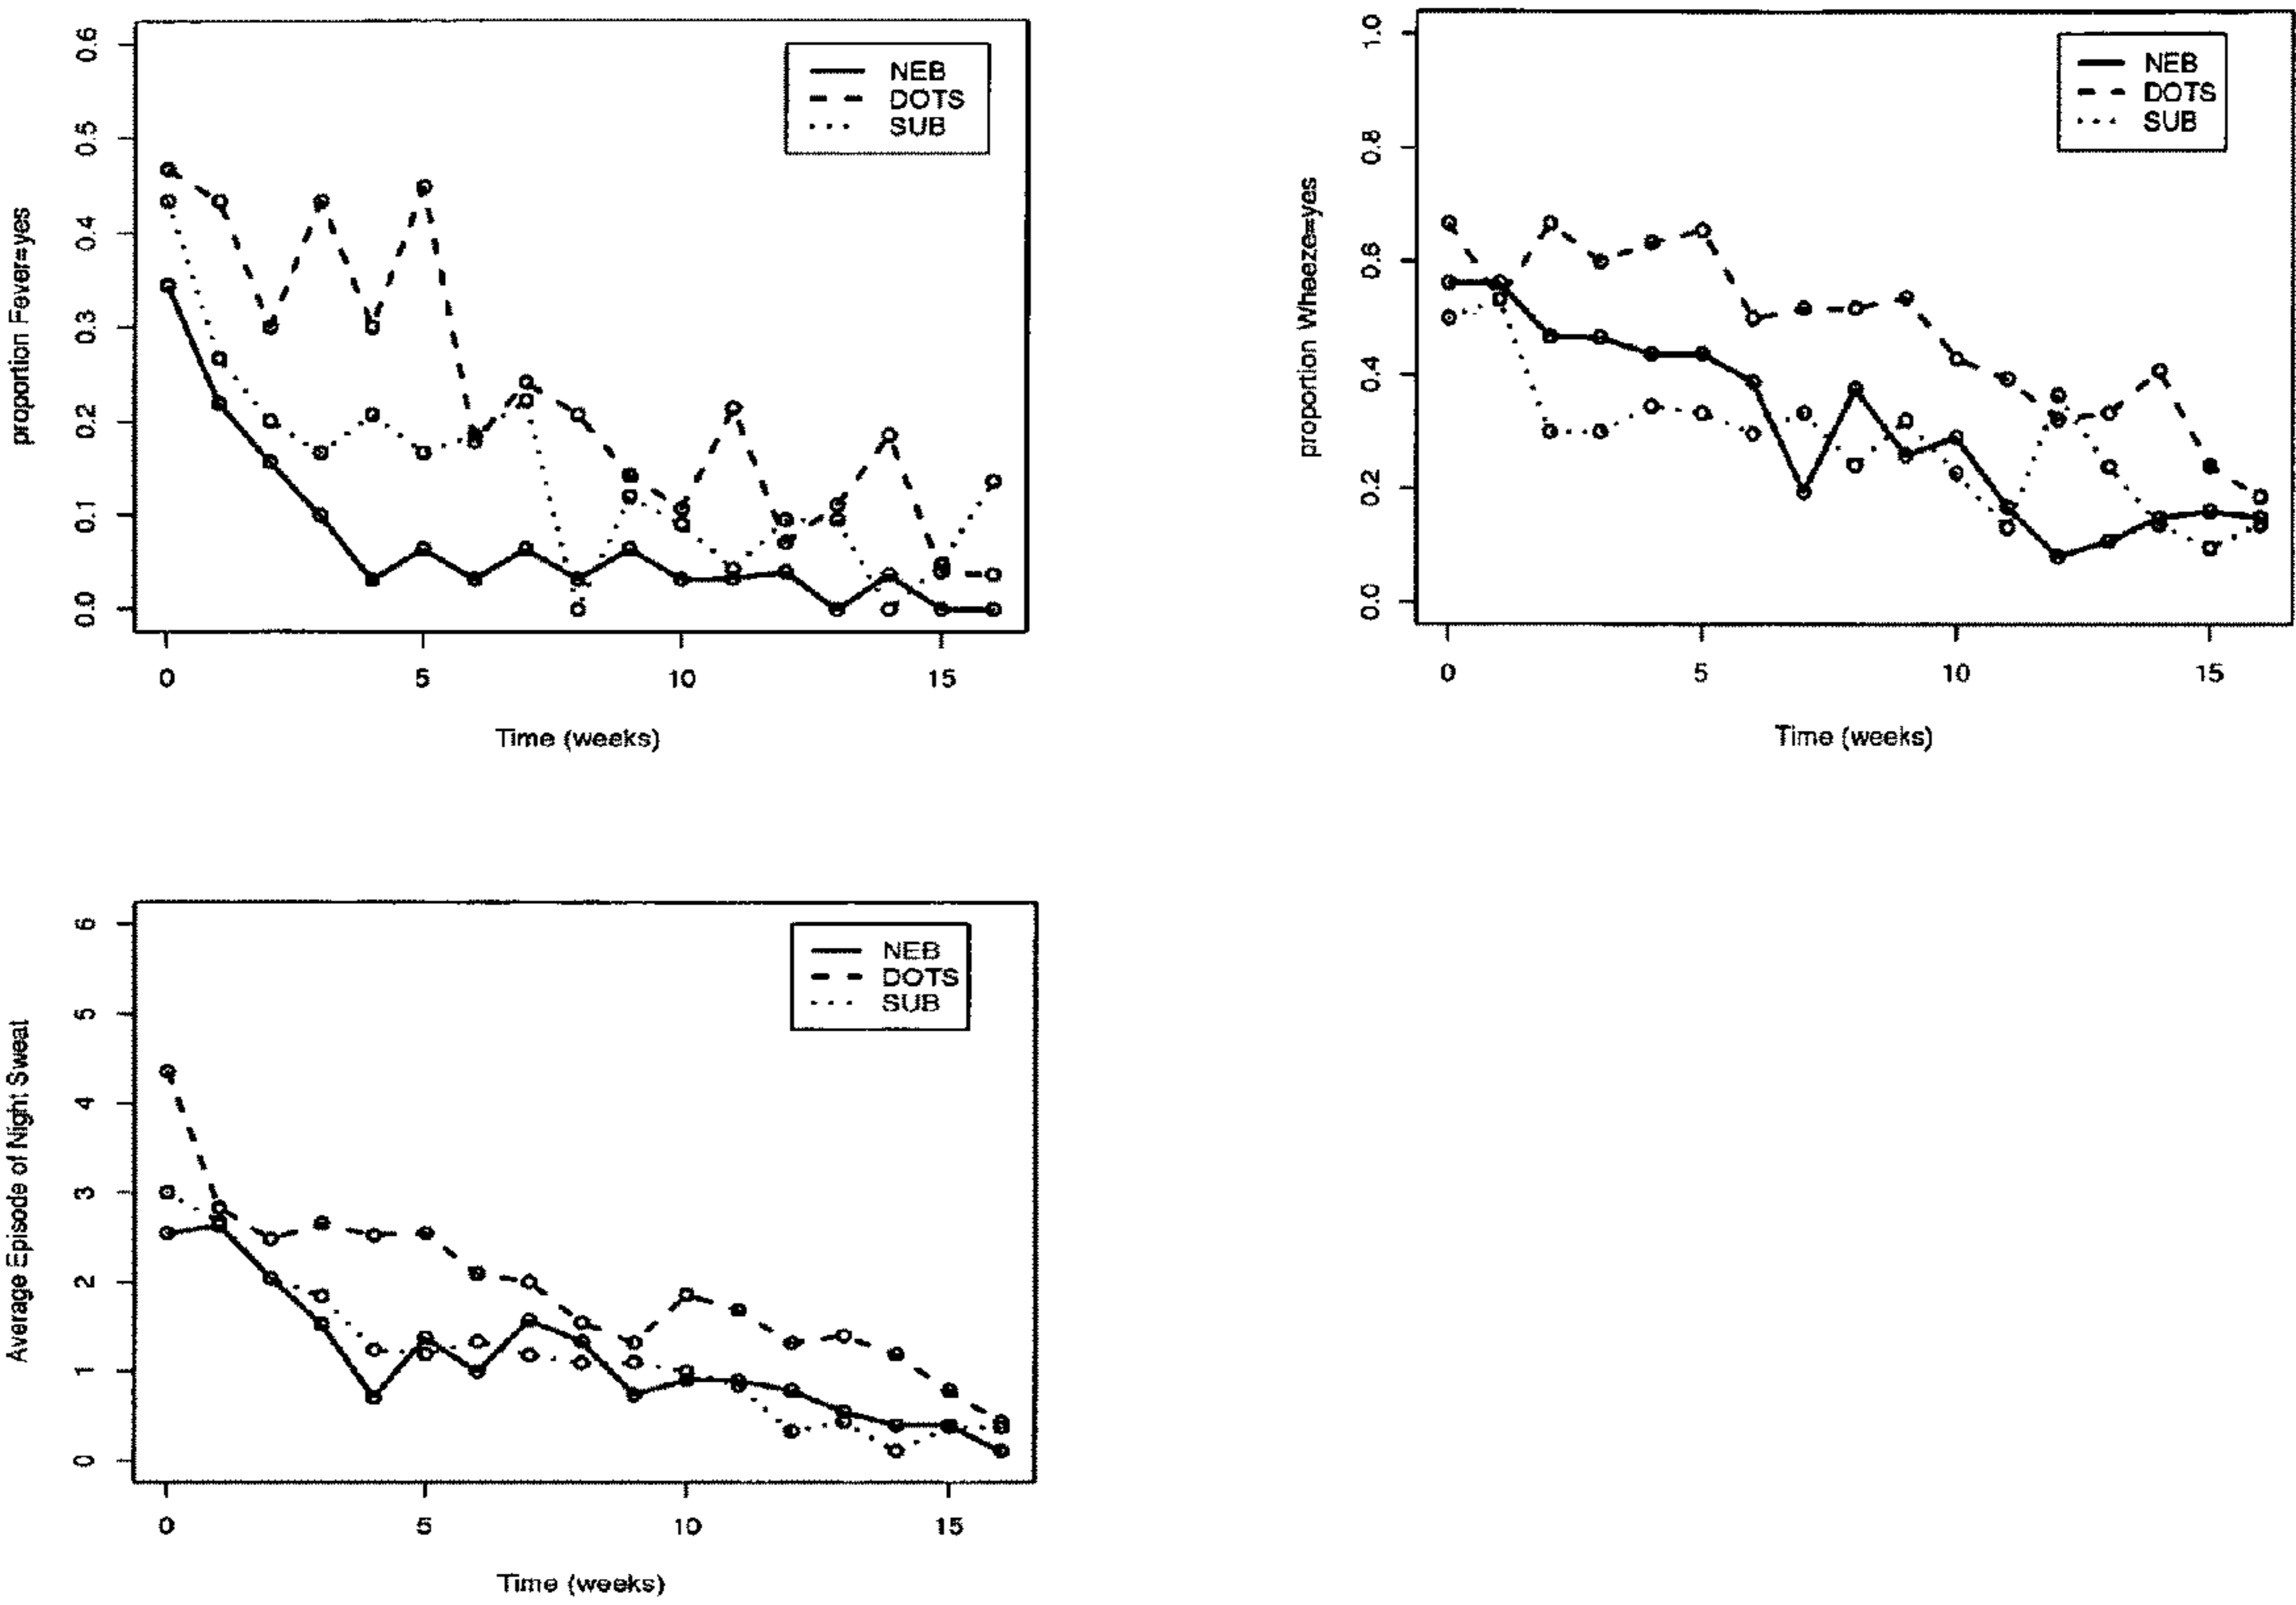 proportion Fever=yes
0.6
0.5
0.4
0.3
0.2
0.1
0.0
NEB
DOTS
SUB
0 5 10 15
Time (weeks)
proportion Wheeze=yes
1.0
0.8
0.6
0.4
0.2
0.0
NEB
DOTS
SUB
0 5 10 15
Time (weeks)
Average Episode of Night Sweat
6
5
4
3
2
1
0
NEB
DOTS
SUB
0 5 10 15
Time (weeks)